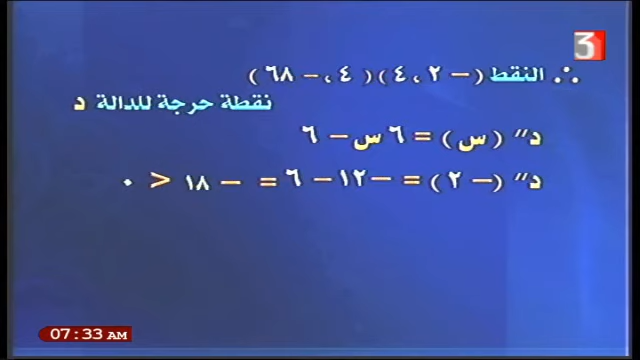 3
∴ النقط (− ٢ ، ٤) ( ٤ ، − ٦٨ )
نقطة حرجة للدالة د
د″ (س) = ٦ س − ٦
د″ (− ٢) = − ١٢ − ٦ = − ١٨ < ٠
07:33 AM